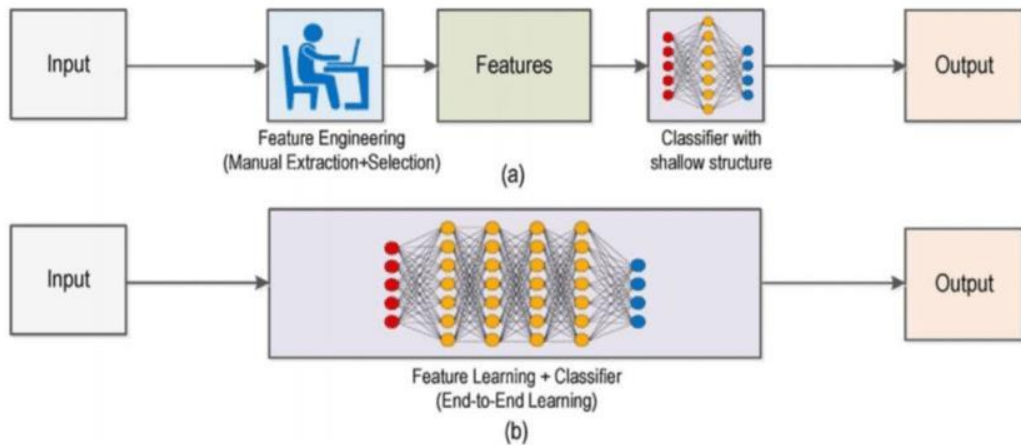 Input
Features
Output
Feature Engineering
(Manual Extraction+Selection)
Classifier with
shallow structure
(a)
Input
Output
Feature Learning + Classifier
(End-to-End Learning)
(b)